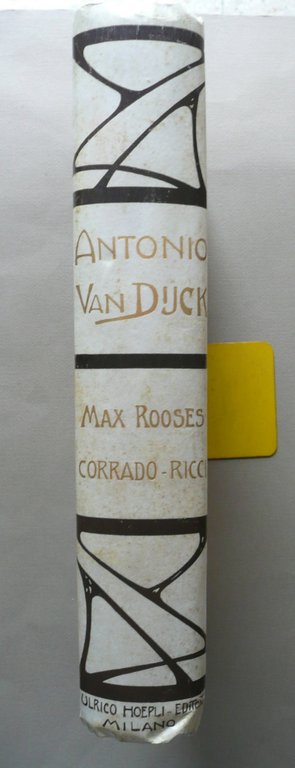 ANTONIO
VAN DIJCK
MAX ROOSES
CORRADO-RICCI
ULRICO HOEPLI-EDITORE
MILANO